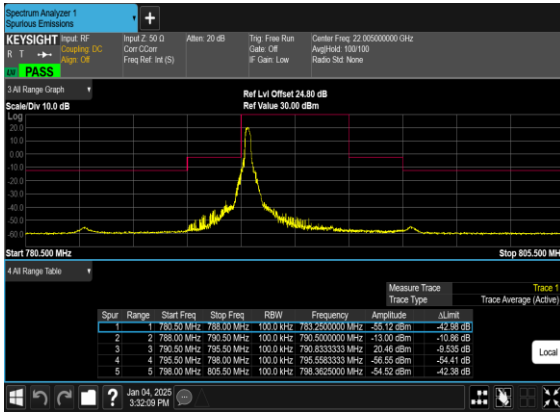 Spectrum Analyzer 1
Spurious Emissions
KEYSIGHT Input: RF Input Z: 50 Ω Atten: 20 dB Trig: Free Run Center Freq: 22.005000000 GHz
R T Coupling: DC Corr CCorr Gate: Off Avg|Hold: 100/100
Align: Off Freq Ref: Int (S) IF Gain: Low Radio Std: None
PASS
3 All Range Graph
Ref Lvl Offset 24.80 dB
Scale/Div 10.0 dB Ref Value 30.00 dBm
Log
20.0
10.0
0.00
-10.0
-20.0
-30.0
-40.0
-50.0
-60.0
Start 780.500 MHz Stop 805.500 MH
4 All Range Table
Measure Trace Trace 1
Trace Type Trace Average (Active)
Spur Range Start Freq Stop Freq RBW Frequency Amplitude ΔLimit
1 1 780.50 MHz 788.00 MHz 100.0 kHz 783.2500000 MHz -55.12 dBm -42.98 dB
2 2 788.00 MHz 790.50 MHz 100.0 kHz 790.5000000 MHz -13.00 dBm -10.86 dB
3 3 790.50 MHz 795.50 MHz 100.0 kHz 790.8333333 MHz 20.46 dBm -9.535 dB
4 4 795.50 MHz 798.00 MHz 100.0 kHz 795.5583333 MHz -56.55 dBm -54.41 dB
5 5 798.00 MHz 805.50 MHz 100.0 kHz 798.3625000 MHz -54.52 dBm -42.38 dB
Local
Jan 04, 2025
3:32:09 PM